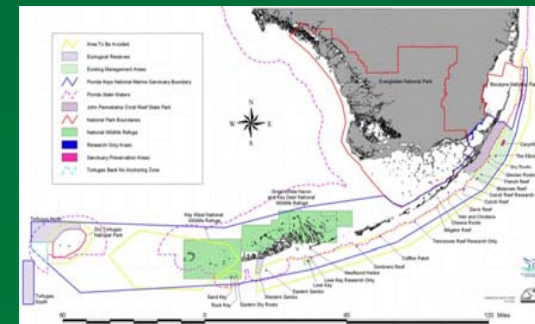 Area To Be Avoided
Ecological Reserves
Existing Management Areas
Florida Keys National Marine Sanctuary Boundary
Florida State Waters
John Pennekamp Coral Reef State Park
National Park Boundaries
National Wildlife Refuge
Research Only Areas
Sanctuary Preservation Areas
Tortugas Bank No Anchoring Zone
N
W
E
S
Everglades National Park
Biscayne National Park
Carysfort
The Elbow
Dry Rocks
Grecian Rocks
French Reef
Molasses Reef
Conch Research Only
Conch Reef
Davis Reef
Hen and Chickens
Cheeca Rocks
Alligator Reef
Tennessee Reef Research Only
Coffins Patch
Sombrero Reef
Newfound Harbor
Looe Key Research Only
Looe Key
Great White Heron
and Key Deer National
Wildlife Refuge
Key West National
Wildlife Refuge
Tortugas North
Dry Tortugas
National Park
Tortugas
South
Sand Key
Rock Key
Eastern Dry Rocks
Western Sambo
Eastern Sambo
60
0
60
120 Miles